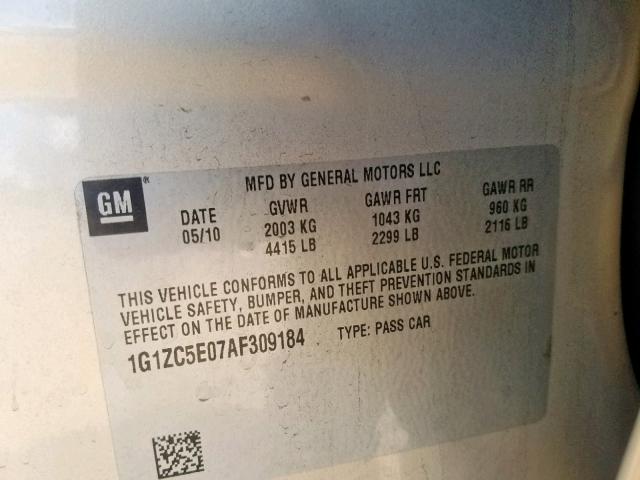 MFD BY GENERAL MOTORS LLC
GM®
DATE GVWR GAWR FRT GAWR RR
05/10 2003 KG 1043 KG 960 KG
4415 LB 2299 LB 2116 LB
THIS VEHICLE CONFORMS TO ALL APPLICABLE U.S. FEDERAL MOTOR
VEHICLE SAFETY, BUMPER, AND THEFT PREVENTION STANDARDS IN
EFFECT ON THE DATE OF MANUFACTURE SHOWN ABOVE.
1G1ZC5E07AF309184 TYPE: PASS CAR